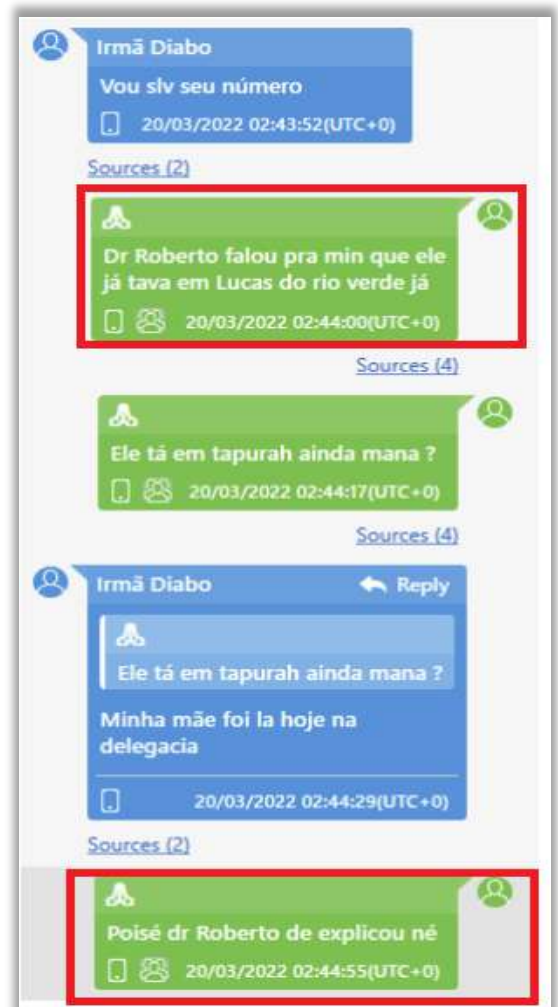 Irmã Diabo
Vou slv seu número
20/03/2022 02:43:52(UTC+0)
Sources (2)
Dr Roberto falou pra min que ele
já tava em Lucas do rio verde já
20/03/2022 02:44:00(UTC+0)
Sources (4)
Ele tá em tapurah ainda mana ?
20/03/2022 02:44:17(UTC+0)
Sources (4)
Irmã Diabo Reply
Ele tá em tapurah ainda mana ?
Minha mãe foi la hoje na
delegacia
20/03/2022 02:44:29(UTC+0)
Sources (2)
Poisé dr Roberto de explicou né
20/03/2022 02:44:55(UTC+0)